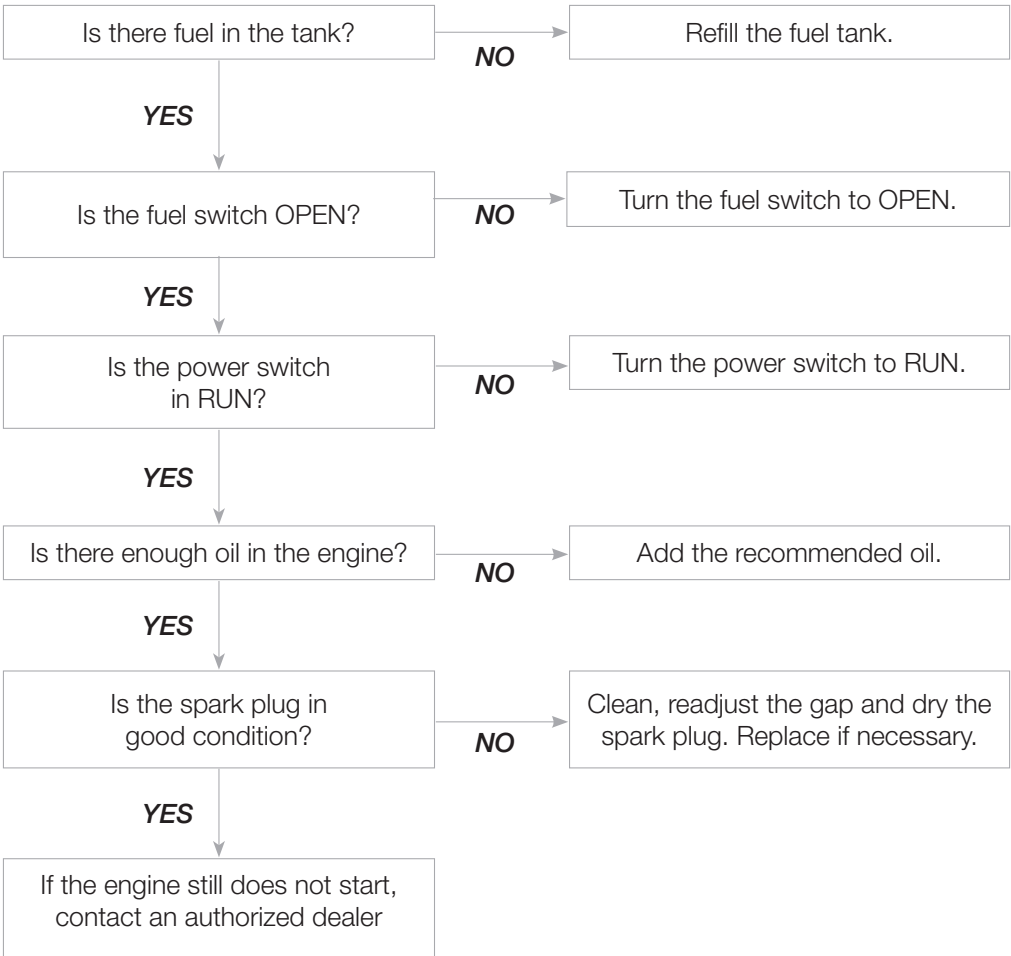 Is there fuel in the tank?
NO
Refill the fuel tank.
YES
Is the fuel switch OPEN?
NO
Turn the fuel switch to OPEN.
YES
Is the power switch
in RUN?
NO
Turn the power switch to RUN.
YES
Is there enough oil in the engine?
NO
Add the recommended oil.
YES
Is the spark plug in
good condition?
NO
Clean, readjust the gap and dry the
spark plug. Replace if necessary.
YES
If the engine still does not start,
contact an authorized dealer